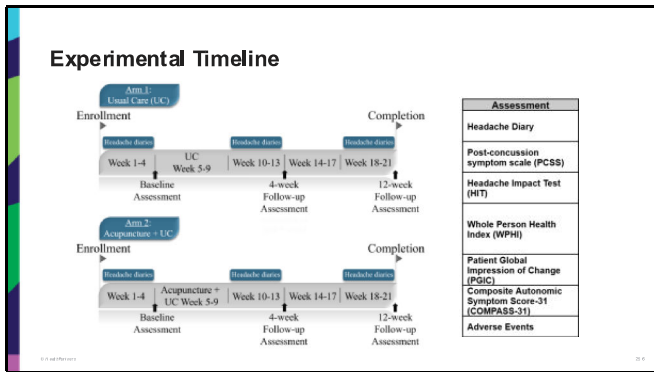 Experimental Timeline
Arm 1:
Usual Care (UC)
Enrollment
Completion
Headache diaries
Headache diaries
Headache diaries
Week 1-4
UC
Week 5-9
Week 10-13
Week 14-17
Week 18-21
Baseline
Assessment
4-week
Follow-up
Assessment
12-week
Follow-up
Assessment
Arm 2:
Acupuncture + UC
Enrollment
Completion
Headache diaries
Headache diaries
Headache diaries
Week 1-4
Acupuncture +
UC Week 5-9
Week 10-13
Week 14-17
Week 18-21
Baseline
Assessment
4-week
Follow-up
Assessment
12-week
Follow-up
Assessment
Assessment
Headache Diary
Post-concussion
symptom scale (PCSS)
Headache Impact Test
(HIT)
Whole Person Health
Index (WPHI)
Patient Global
Impression of Change
(PGIC)
Composite Autonomic
Symptom Score-31
(COMPASS-31)
Adverse Events